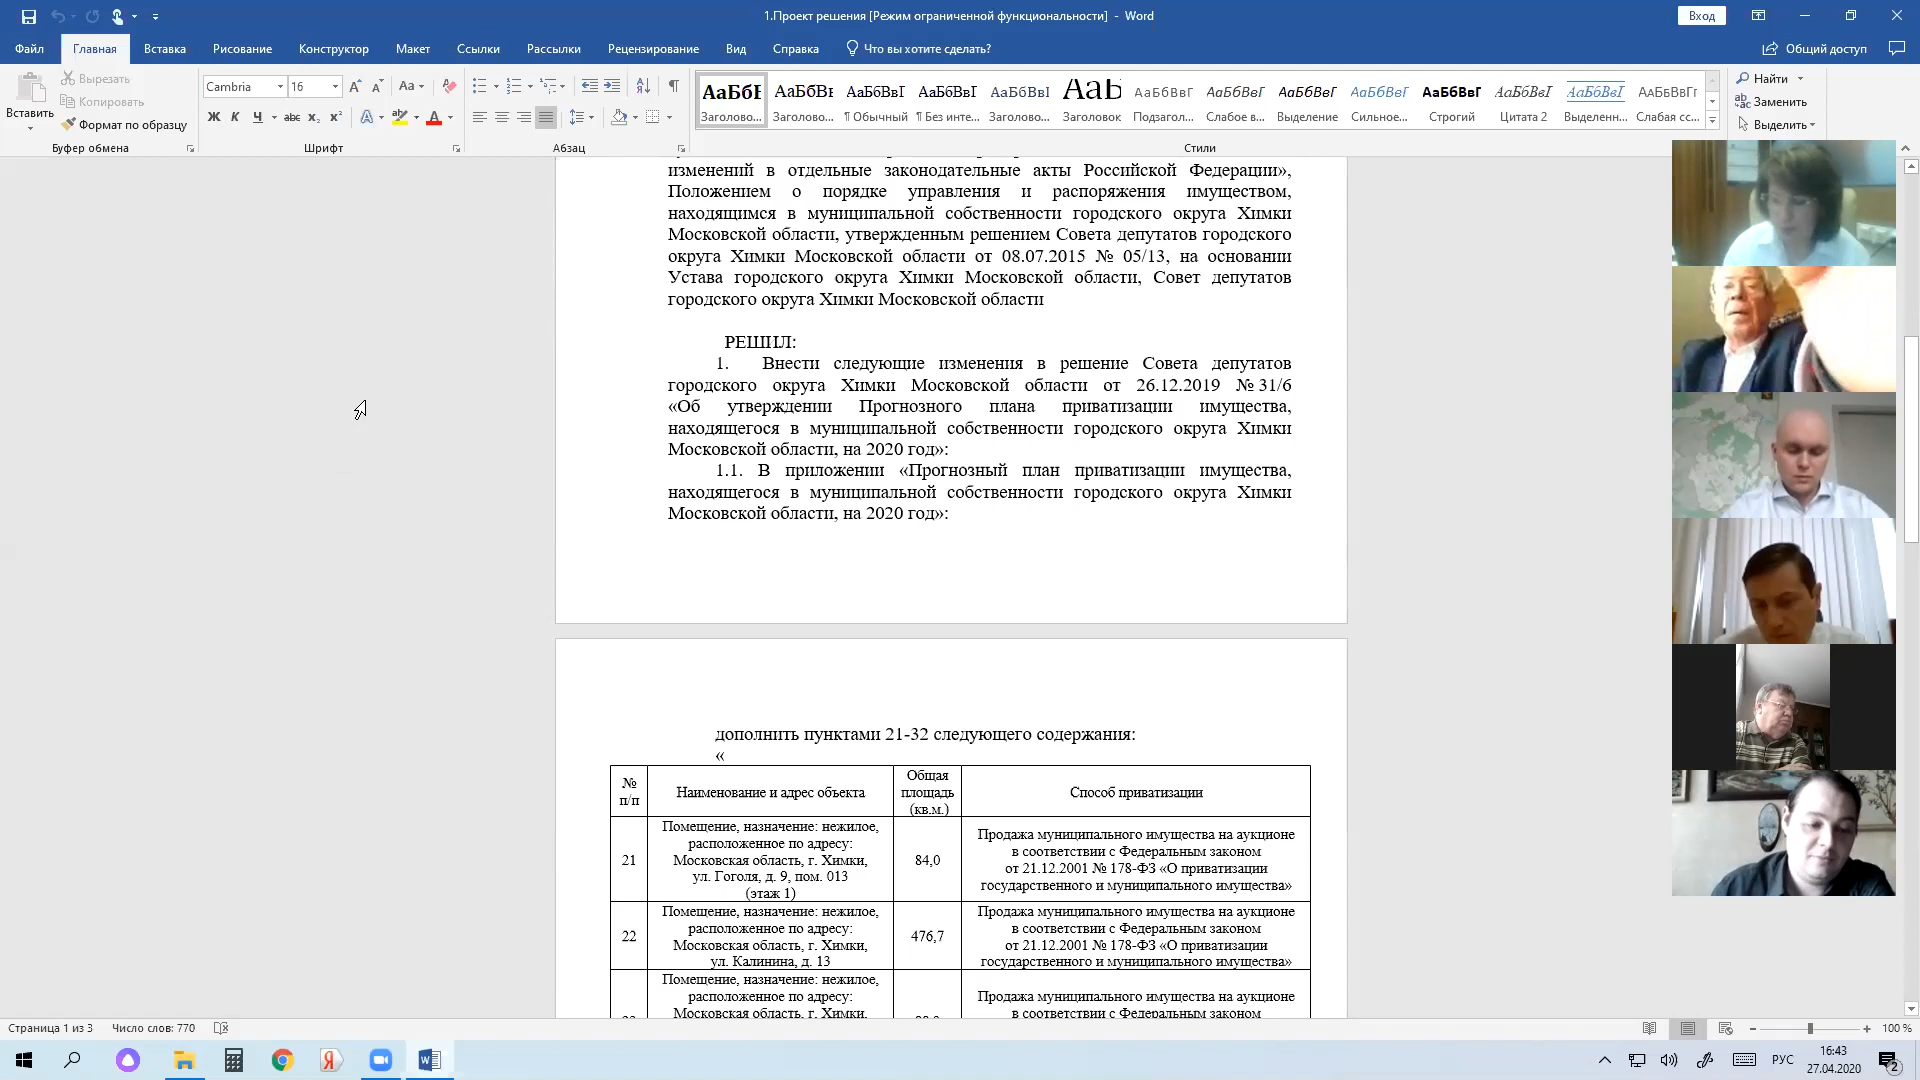 1.Проект решения [Режим ограниченной функциональности] - Word
Вход
Файл Главная Вставка Рисование Конструктор Макет Ссылки Рассылки Рецензирование Вид Справка Что вы хотите сделать? Общий доступ
Вставить
Вырезать
Копировать
Формат по образцу
Буфер обмена
Cambria 16
Aa
Ж К Ч abc x₂ x²
Шрифт
Абзац
Заголово... Заголово... ¶ Обычный ¶ Без инте... Заголово... Заголовок Подзагол... Слабое в... Выделение Сильное... Строгий Цитата 2 Выделенн... Слабая сс...
Стили
Найти
Заменить
Выделить
изменений в отдельные законодательные акты Российской Федерации»,
Положением о порядке управления и распоряжения имуществом,
находящимся в муниципальной собственности городского округа Химки
Московской области, утвержденным решением Совета депутатов городского
округа Химки Московской области от 08.07.2015 № 05/13, на основании
Устава городского округа Химки Московской области, Совет депутатов
городского округа Химки Московской области
РЕШИЛ:
1. Внести следующие изменения в решение Совета депутатов
городского округа Химки Московской области от 26.12.2019 № 31/6
«Об утверждении Прогнозного плана приватизации имущества,
находящегося в муниципальной собственности городского округа Химки
Московской области, на 2020 год»:
1.1. В приложении «Прогнозный план приватизации имущества,
находящегося в муниципальной собственности городского округа Химки
Московской области, на 2020 год»:
дополнить пунктами 21-32 следующего содержания:
«
№ п/п
Наименование и адрес объекта
Общая площадь (кв.м.)
Способ приватизации
21
Помещение, назначение: нежилое,
расположенное по адресу:
Московская область, г. Химки,
ул. Гоголя, д. 9, пом. 013
(этаж 1)
84,0
Продажа муниципального имущества на аукционе
в соответствии с Федеральным законом
от 21.12.2001 № 178-ФЗ «О приватизации
государственного и муниципального имущества»
22
Помещение, назначение: нежилое,
расположенное по адресу:
Московская область, г. Химки,
ул. Калинина, д. 13
476,7
Продажа муниципального имущества на аукционе
в соответствии с Федеральным законом
от 21.12.2001 № 178-ФЗ «О приватизации
государственного и муниципального имущества»
Помещение, назначение: нежилое,
расположенное по адресу:
Московская область, г. Химки,
Продажа муниципального имущества на аукционе
в соответствии с Федеральным законом
Страница 1 из 3 Число слов: 770
100 %
РУС
16:43
27.04.2020
2